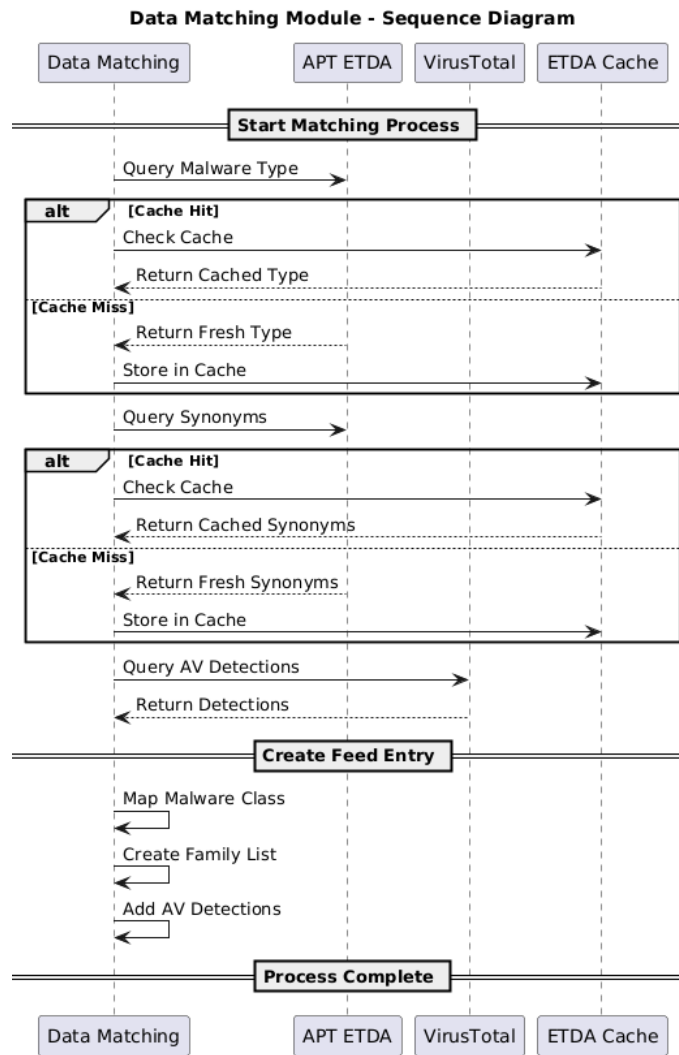 Data Matching Module - Sequence Diagram
Data Matching APT ETDA VirusTotal ETDA Cache
Start Matching Process
Query Malware Type
alt [Cache Hit]
Check Cache
Return Cached Type
[Cache Miss]
Return Fresh Type
Store in Cache
Query Synonyms
alt [Cache Hit]
Check Cache
Return Cached Synonyms
[Cache Miss]
Return Fresh Synonyms
Store in Cache
Query AV Detections
Return Detections
Create Feed Entry
Map Malware Class
Create Family List
Add AV Detections
Process Complete
Data Matching APT ETDA VirusTotal ETDA Cache